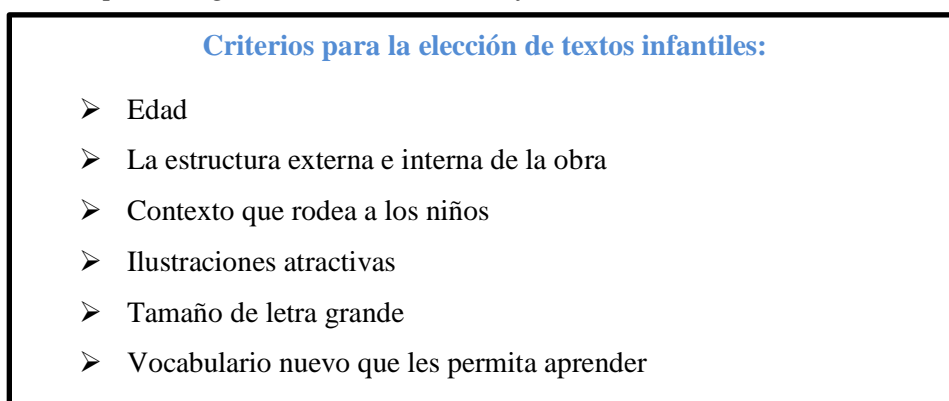 Criterios para la elección de textos infantiles:
➢ Edad
➢ La estructura externa e interna de la obra
➢ Contexto que rodea a los niños
➢ Ilustraciones atractivas
➢ Tamaño de letra grande
➢ Vocabulario nuevo que les permita aprender